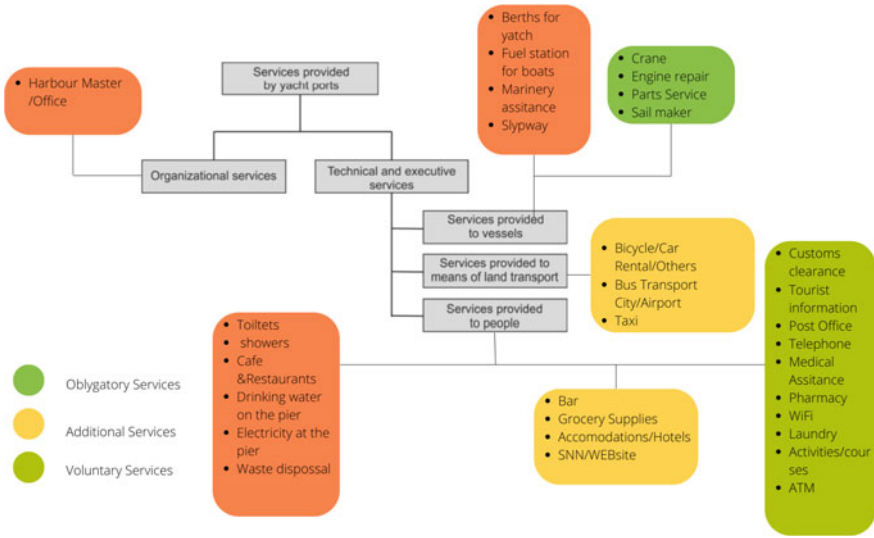 • Harbour Master
/Office
Services provided
by yacht ports
• Berths for
yatch
• Fuel station
for boats
• Marinery
assitance
• Slypway
• Crane
• Engine repair
• Parts Service
• Sail maker
Organizational services
Technical and executive
services
Services provided
to vessels
Services provided to
means of land transport
Services provided
to people
• Bicycle/Car
Rental/Others
• Bus Transport
City/Airport
• Taxi
• Customs
clearance
• Tourist
information
• Post Office
• Telephone
• Medical
Assitance
• Pharmacy
• WiFi
• Laundry
• Activities/cour
ses
• ATM
• Toiltets
• showers
• Cafe
&Restaurants
• Drinking water
on the pier
• Electricity at the
pier
• Waste dispossal
• Bar
• Grocery Supplies
• Accomodations/Hotels
• SNN/WEBsite
Oblygatory Services
Additional Services
Voluntary Services